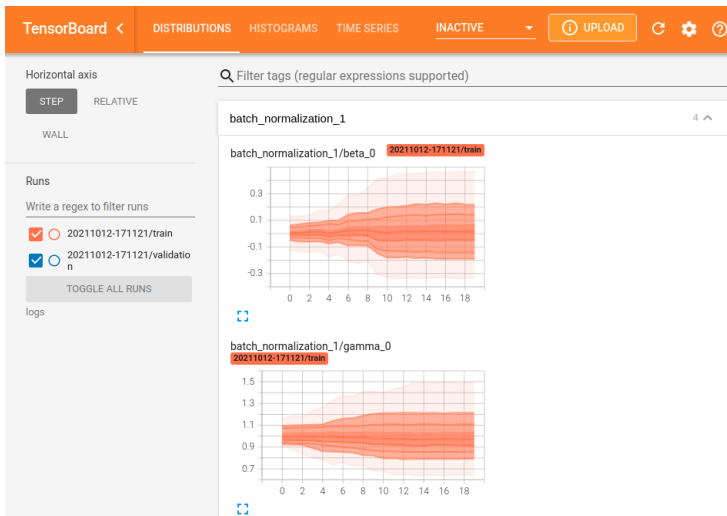 TensorBoard
DISTRIBUTIONS HISTOGRAMS TIME SERIES INACTIVE UPLOAD
Horizontal axis
STEP RELATIVE
WALL
Runs
Write a regex to filter runs
20211012-171121/train
20211012-171121/validatio
n
TOGGLE ALL RUNS
logs
Filter tags (regular expressions supported)
batch_normalization_1 4
batch_normalization_1/beta_0 20211012-171121/train
0.3
0.1
-0.1
-0.3
0 2 4 6 8 10 12 14 16 18
batch_normalization_1/gamma_0
20211012-171121/train
1.5
1.3
1.1
0.9
0.7
0 2 4 6 8 10 12 14 16 18